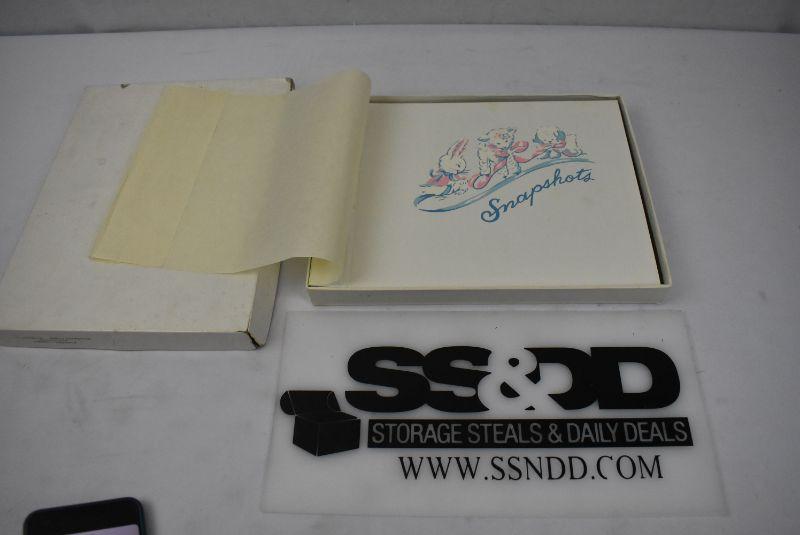 Snapshots
SS&DD
STORAGE STEALS & DAILY DEALS
WWW.SSNDD.COM